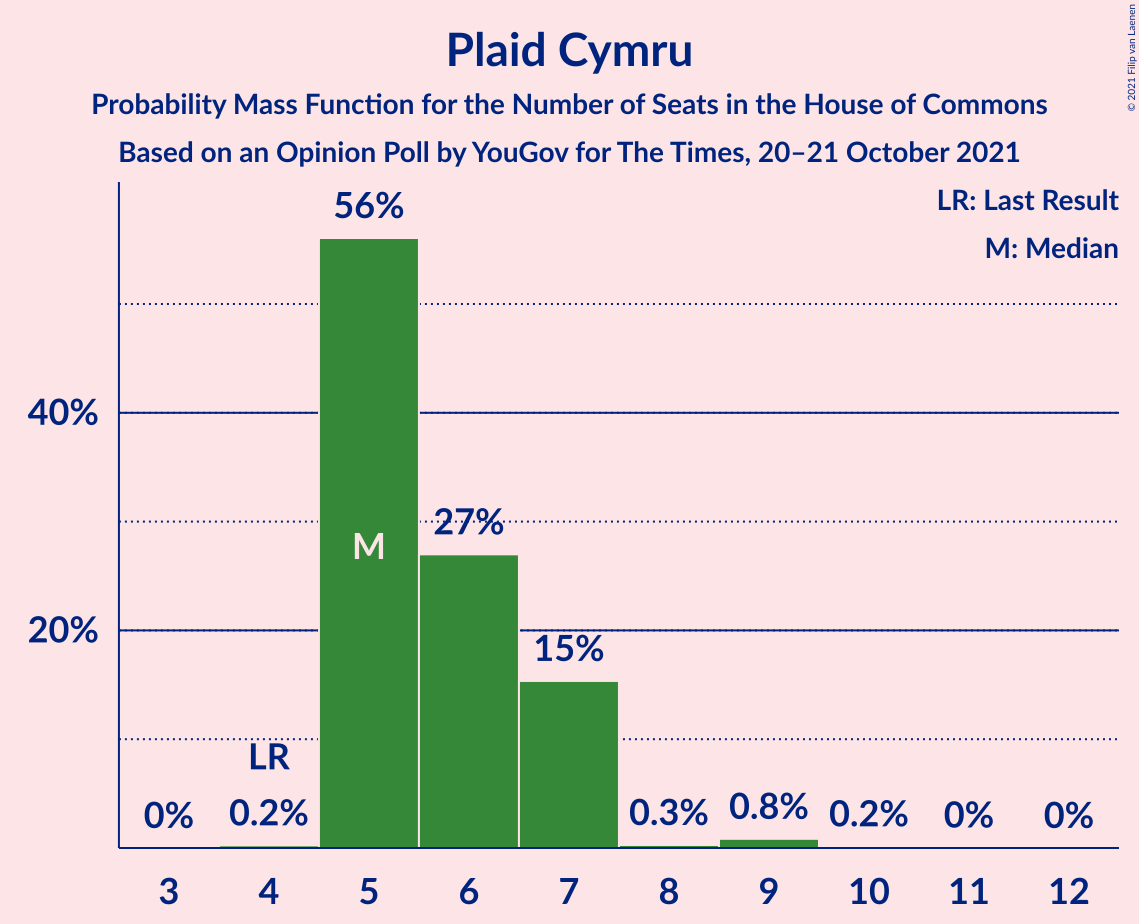 Plaid Cymru
Probability Mass Function for the Number of Seats in the House of Commons
Based on an Opinion Poll by YouGov for The Times, 20–21 October 2021
© 2021 Filip van Laenen
LR: Last Result
M: Median
56%
40%
27%
M
20%
15%
LR
0% 0.2% 0.3% 0.8% 0.2% 0% 0%
3 4 5 6 7 8 9 10 11 12